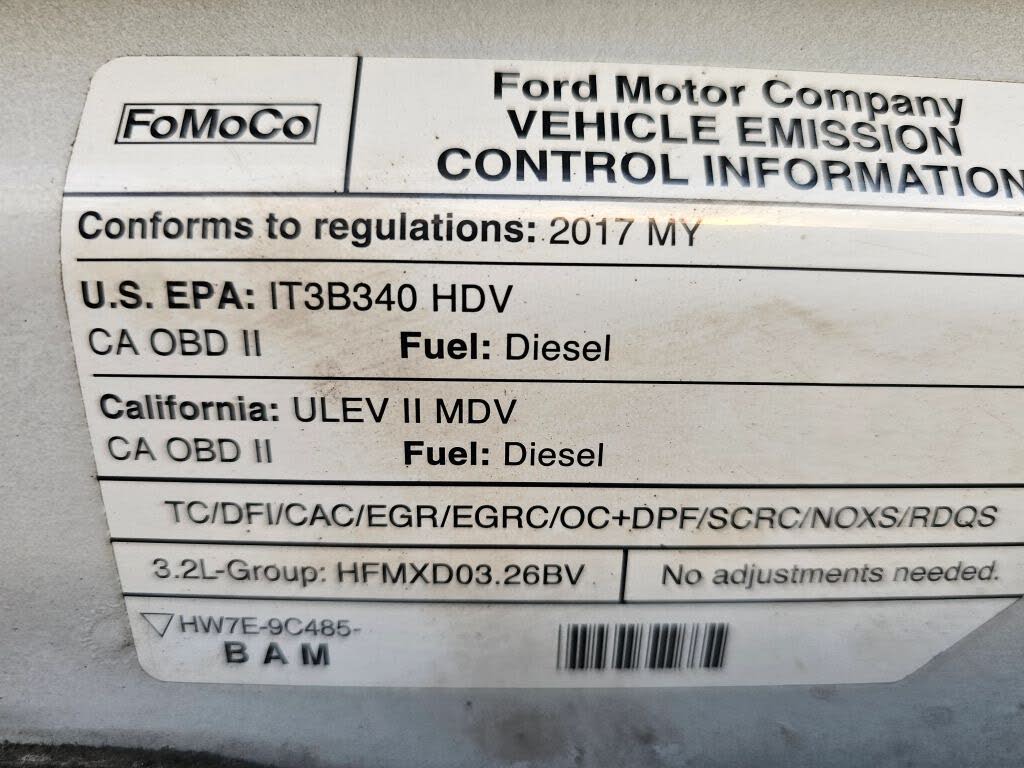 FoMoCo
Ford Motor Company
VEHICLE EMISSION
CONTROL INFORMATION
Conforms to regulations: 2017 MY
U.S. EPA: IT3B340 HDV
CA OBD II Fuel: Diesel
California: ULEV II MDV
CA OBD II Fuel: Diesel
TC/DFI/CAC/EGR/EGRC/OC+DPF/SCRC/NOXS/RDQS
3.2L-Group: HFMXD03.26BV
No adjustments needed.
HW7E-9C485-
BAM